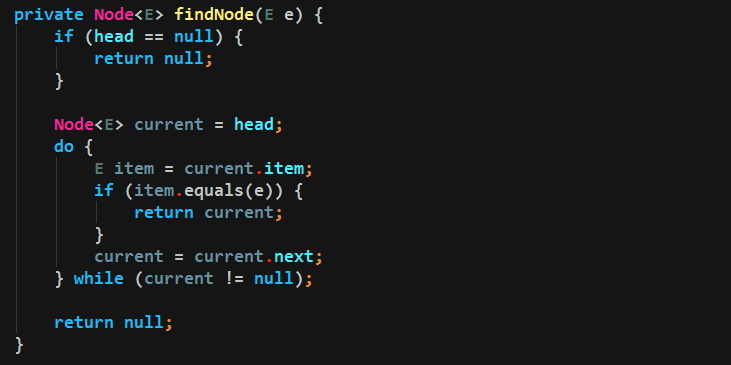 private Node<E> findNode(E e) {
    if (head == null) {
        return null;
    }

    Node<E> current = head;
    do {
        E item = current.item;
        if (item.equals(e)) {
            return current;
        }
        current = current.next;
    } while (current != null);

    return null;
}